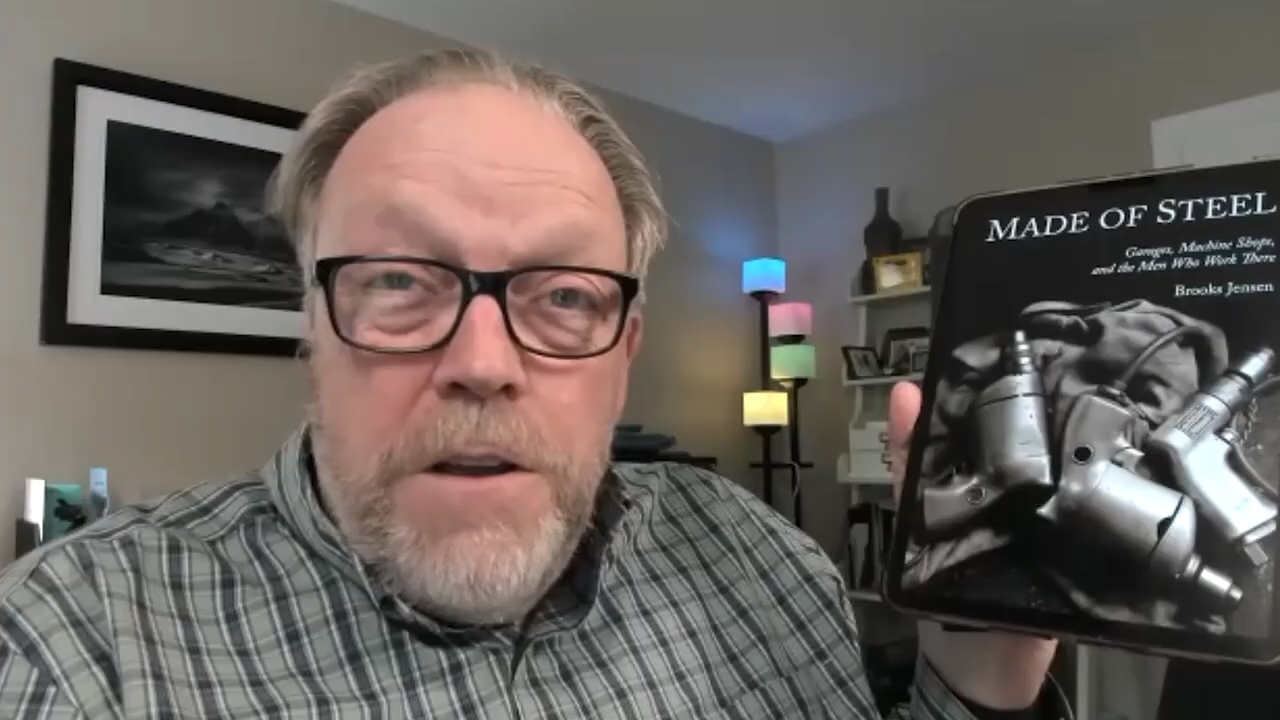 MADE OF STEEL
Garages, Machine Shops,
and the Men Who Work There
Brooks Jensen